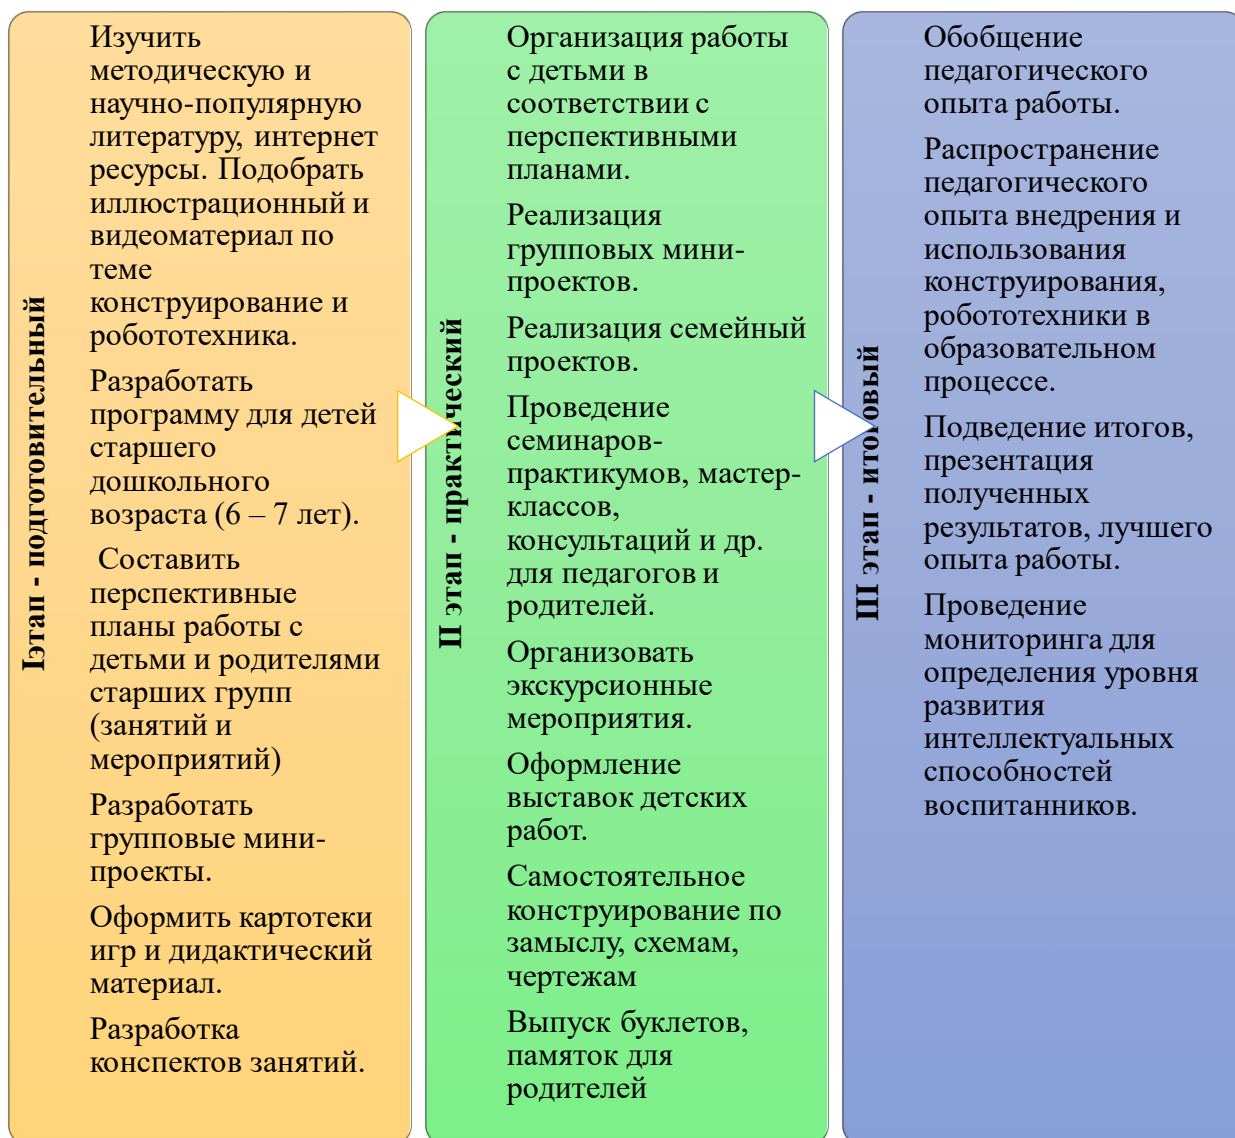 Iэтап - подготовительный
Изучить
методическую и
научно-популярную
литературу, интернет
ресурсы. Подобрать
иллюстрационный и
видеоматериал по
теме
конструирование и
робототехника.
Разработать
программу для детей
старшего
дошкольного
возраста (6 – 7 лет).
Составить
перспективные
планы работы с
детьми и родителями
старших групп
(занятий и
мероприятий)
Разработать
групповые мини-
проекты.
Оформить картотеки
игр и дидактический
материал.
Разработка
конспектов занятий.
II этап - практический
Организация работы
с детьми в
соответствии с
перспективными
планами.
Реализация
групповых мини-
проектов.
Реализация семейный
проектов.
Проведение
семинаров-
практикумов, мастер-
классов,
консультаций и др.
для педагогов и
родителей.
Организовать
экскурсионные
мероприятия.
Оформление
выставок детских
работ.
Самостоятельное
конструирование по
замыслу, схемам,
чертежам
Выпуск буклетов,
памяток для
родителей
III этап - итоговый
Обобщение
педагогического
опыта работы.
Распространение
педагогического
опыта внедрения и
использования
конструирования,
робототехники в
образовательном
процессе.
Подведение итогов,
презентация
полученных
результатов, лучшего
опыта работы.
Проведение
мониторинга для
определения уровня
развития
интеллектуальных
способностей
воспитанников.